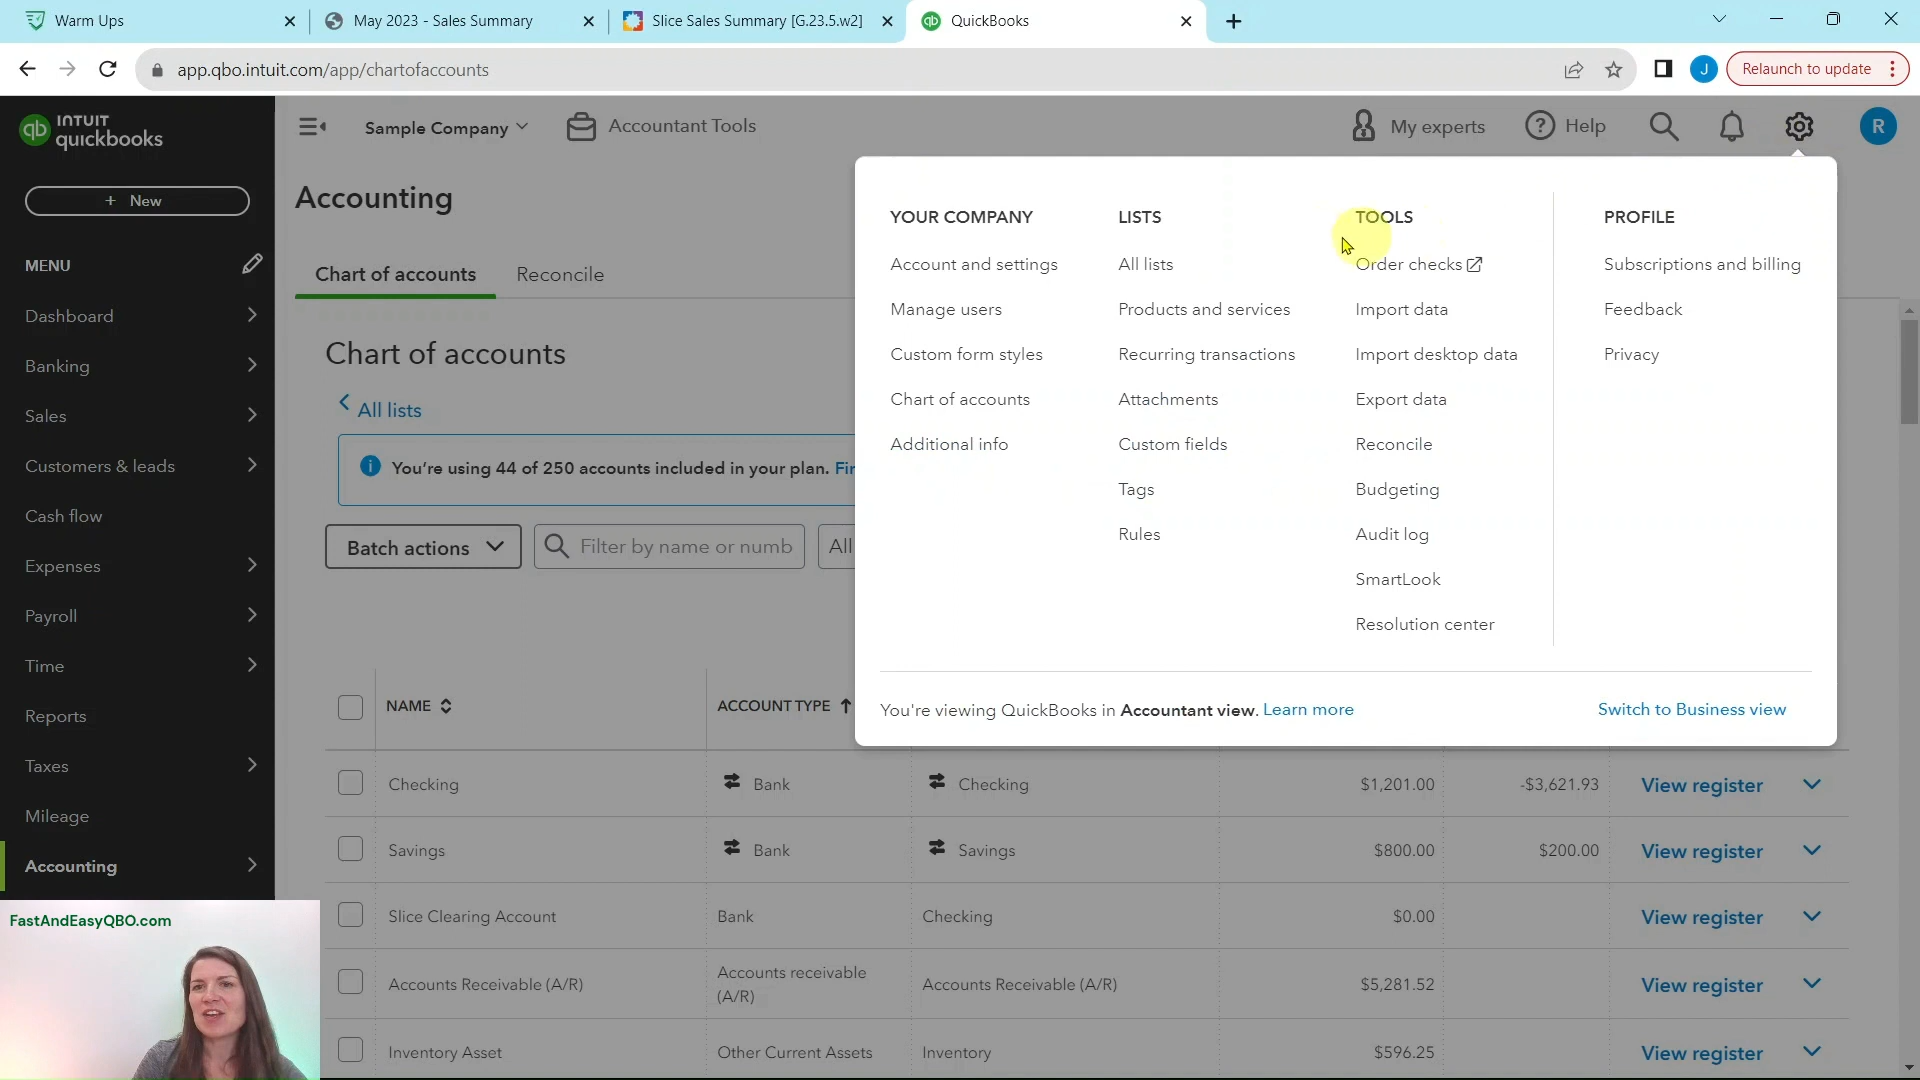 Warm Ups
May 2023 - Sales Summary
Slice Sales Summary [G.23.5.w2]
QuickBooks
app.qbo.intuit.com/app/chartofaccounts
J
Relaunch to update
qb INTUIT quickbooks
Sample Company
Accountant Tools
My experts
Help
R
+ New
Accounting
MENU
Dashboard
Banking
Sales
Customers & leads
Cash flow
Expenses
Payroll
Time
Reports
Taxes
Mileage
Accounting
Chart of accounts
Reconcile
Chart of accounts
All lists
You're using 44 of 250 accounts included in your plan. Fir
Batch actions
Filter by name or numb
All
YOUR COMPANY
Account and settings
Manage users
Custom form styles
Chart of accounts
Additional info
LISTS
All lists
Products and services
Recurring transactions
Attachments
Custom fields
Tags
Rules
TOOLS
Order checks
Import data
Import desktop data
Export data
Reconcile
Budgeting
Audit log
SmartLook
Resolution center
PROFILE
Subscriptions and billing
Feedback
Privacy
You're viewing QuickBooks in Accountant view. Learn more
Switch to Business view
NAME
ACCOUNT TYPE
Checking Bank Checking $1,201.00 -$3,621.93 View register
Savings Bank Savings $800.00 $200.00 View register
Slice Clearing Account Bank Checking $0.00 View register
Accounts Receivable (A/R) Accounts receivable (A/R) Accounts Receivable (A/R) $5,281.52 View register
Inventory Asset Other Current Assets Inventory $596.25 View register
FastAndEasyQBO.com